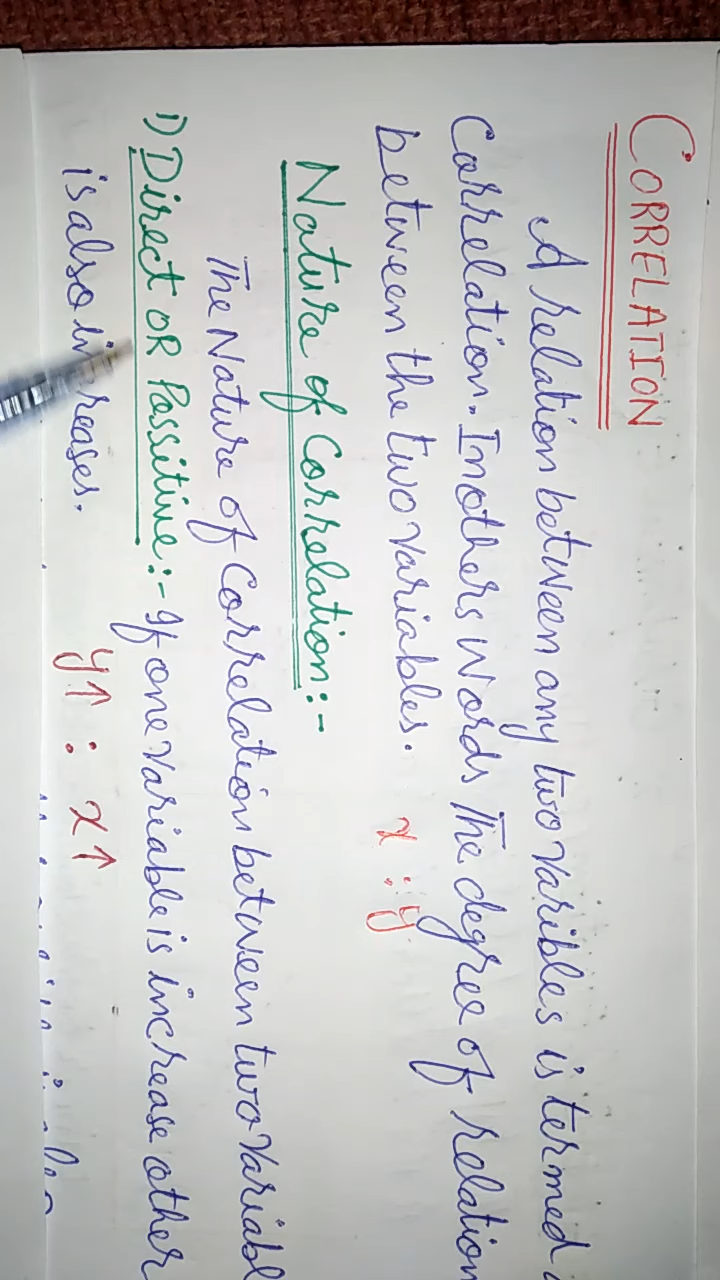 CORRELATION
A relation between any two varibles is termed
Correlation. In others words The degree of relation
between the two variables. x : y
Nature of Correlation:-
The Nature of Correlation between two Variabl
1) Direct OR Possitive:- If one variable is increase other
is also increases. y↑ : x↑